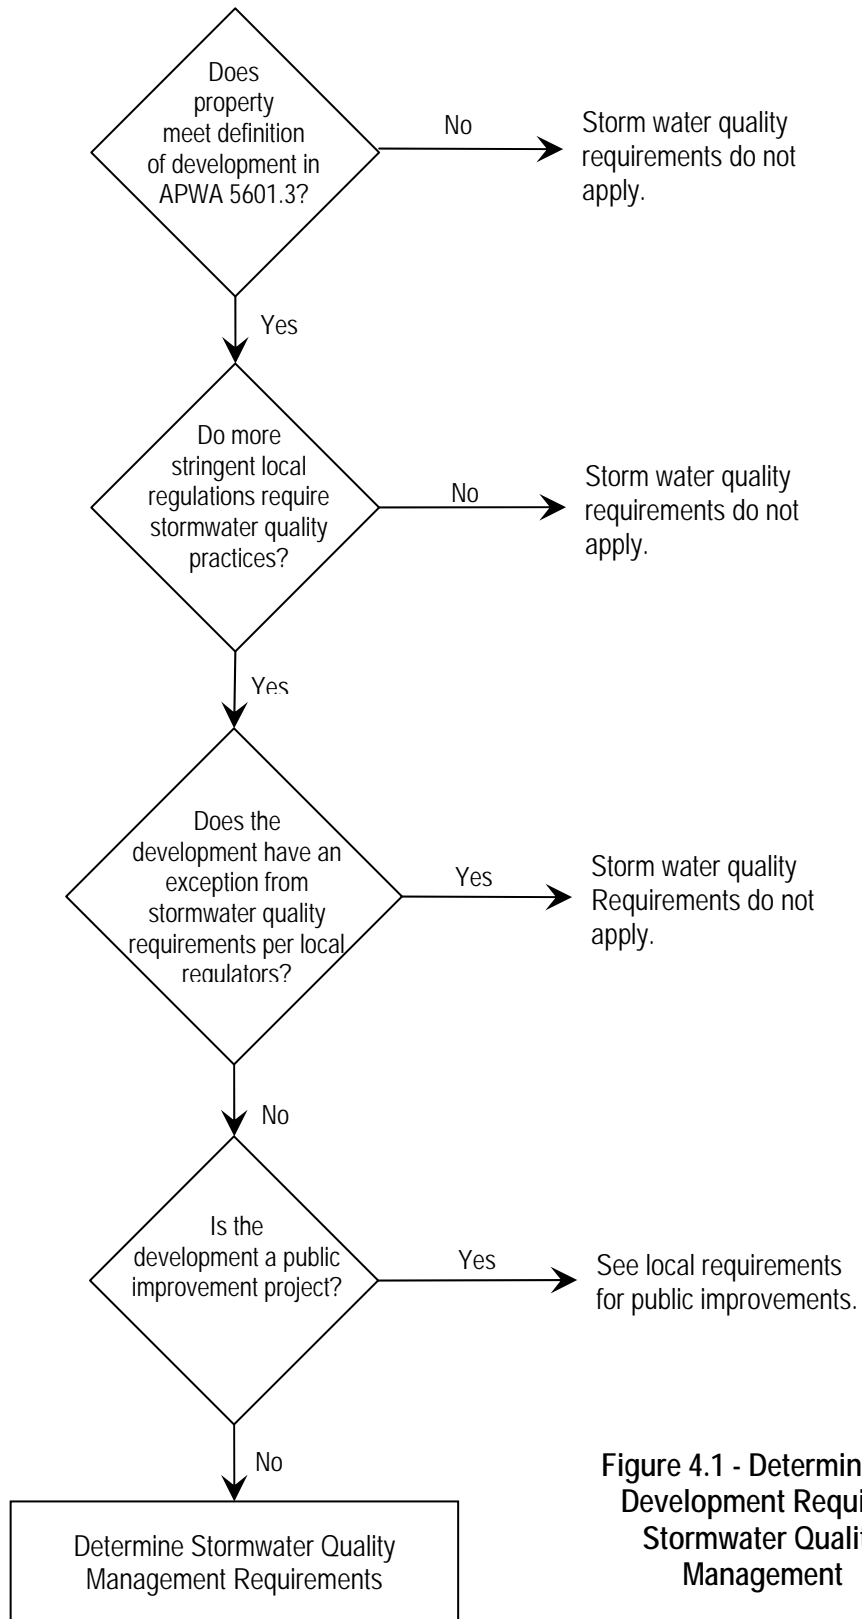 Does
property
meet definition
of development in
APWA 5601.3?
No
Storm water quality
requirements do not
apply.
Yes
Do more
stringent local
regulations require
stormwater quality
practices?
No
Storm water quality
requirements do not
apply.
Yes
Does the
development have an
exception from
stormwater quality
requirements per local
regulators?
Yes
Storm water quality
Requirements do not
apply.
No
Is the
development a public
improvement project?
Yes
See local requirements
for public improvements.
No
Determine Stormwater Quality
Management Requirements
Figure 4.1 -
Development
Stormwater
Management